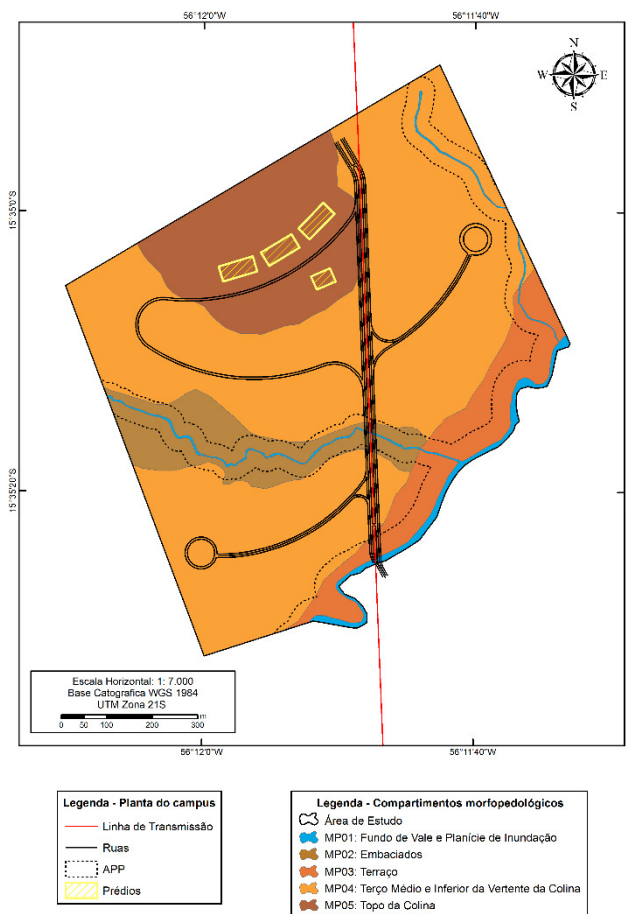 56°12'0"W
56°11'40"W
N
W
E
S
15°35'0"S
15°35'20"S
Escala Horizontal: 1: 7.000
Base Catografica WGS 1984
UTM Zona 21S
0 50 100 200 300 m
56°12'0"W
56°11'40"W
Legenda - Planta do campus
Linha de Transmissão
Ruas
APP
Prédios
Legenda - Compartimentos morfopedológicos
Área de Estudo
MP01: Fundo de Vale e Planície de Inundação
MP02: Embaciados
MP03: Terraço
MP04: Terço Médio e Inferior da Vertente da Colina
MP05: Topo da Colina